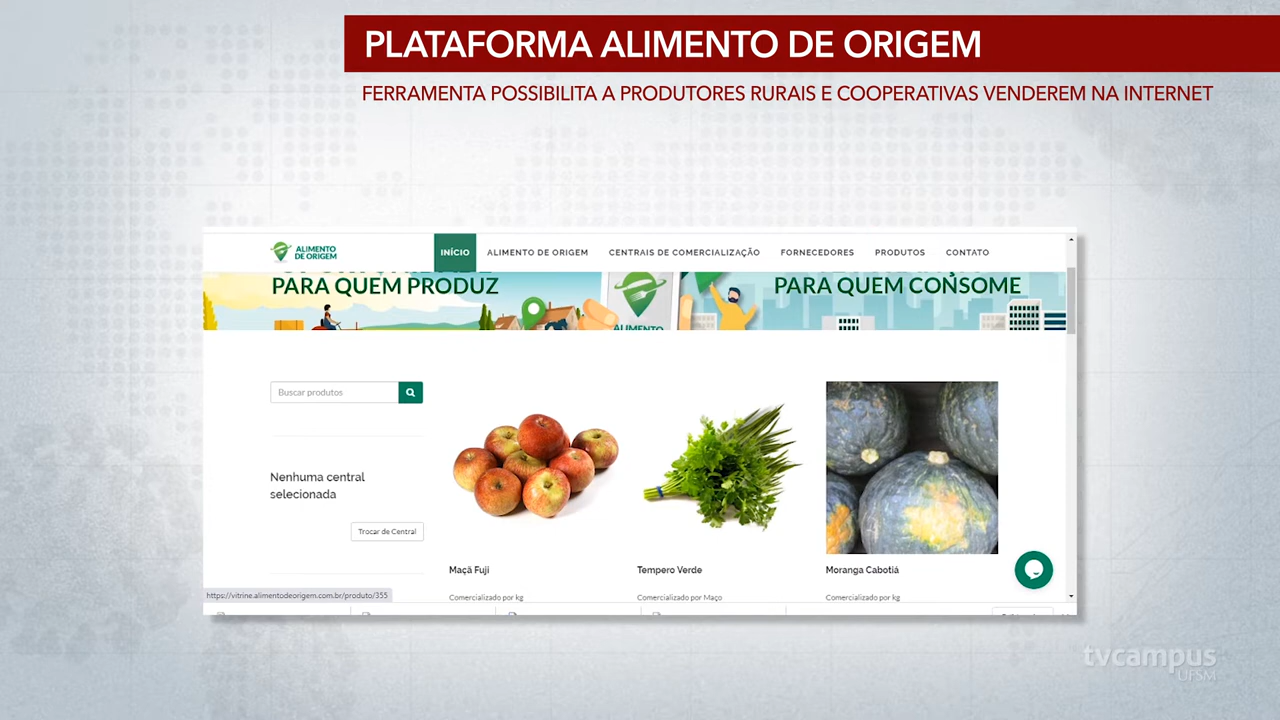 PLATAFORMA ALIMENTO DE ORIGEM
FERRAMENTA POSSIBILITA A PRODUTORES RURAIS E COOPERATIVAS VENDEREM NA INTERNET
ALIMENTO
DE ORIGEM
INÍCIO
ALIMENTO DE ORIGEM
CENTRAIS DE COMERCIALIZAÇÃO
FORNECEDORES
PRODUTOS
CONTATO
PARA QUEM PRODUZ
PARA QUEM CONSOME
ALIMENTO
Buscar produtos
Nenhuma central
selecionada
Trocar de Central
Maçã Fuji
Comercializado por kg
Tempero Verde
Comercializado por Maço
Moranga Cabotiá
Comercializado por kg
https://vitrine.alimentodeorigem.com.br/produto/355
tvcampus
UFSM